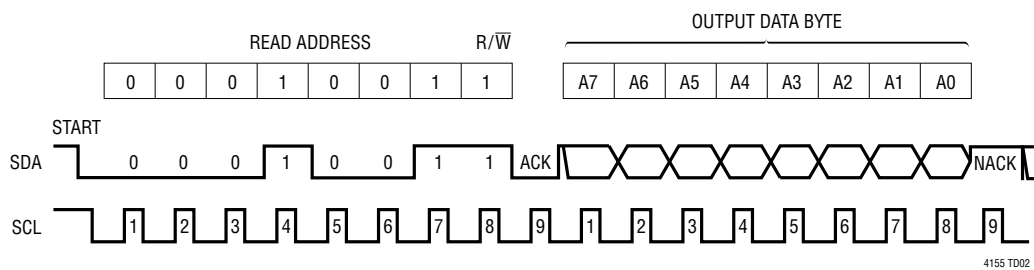 OUTPUT DATA BYTE
READ ADDRESS R/W̅
0 0 0 1 0 0 1 1 A7 A6 A5 A4 A3 A2 A1 A0
START
SDA 0 0 0 1 0 0 1 1 ACK NACK
SCL 1 2 3 4 5 6 7 8 9 1 2 3 4 5 6 7 8 9
4155 TD02